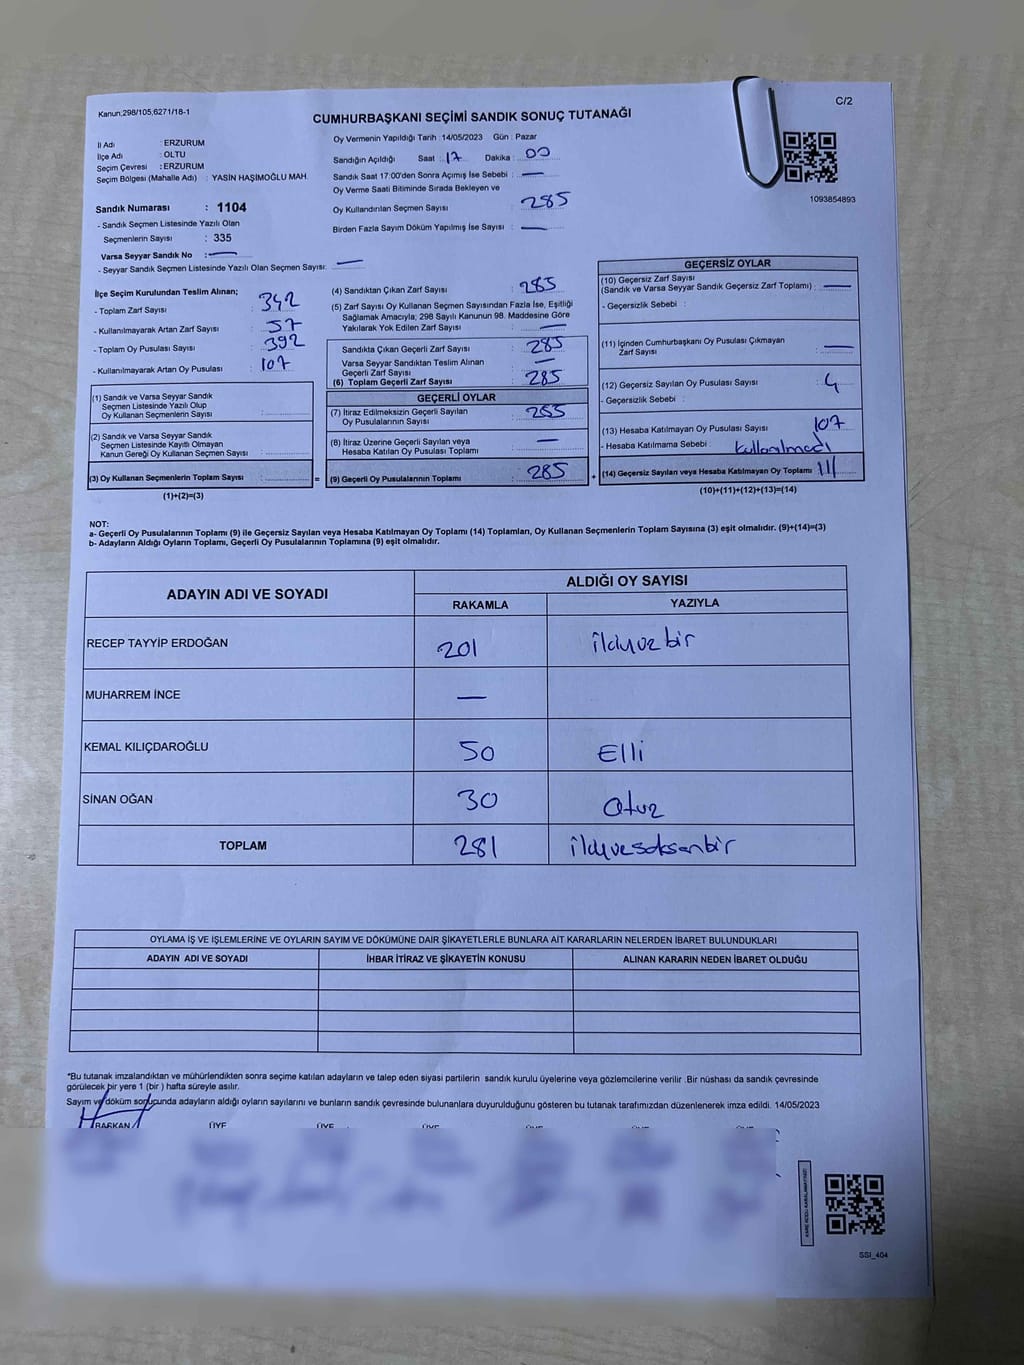 Kanun;298/105,6271/18-1
C/2
CUMHURBAŞKANI SEÇİMİ SANDIK SONUÇ TUTANAĞI
İl Adı : ERZURUM
İlçe Adı : OLTU
Seçim Çevresi : ERZURUM
Seçim Bölgesi (Mahalle Adı) : YASİN HAŞİMOĞLU MAH.
Sandık Numarası : 1104
- Sandık Seçmen Listesinde Yazılı Olan
Seçmenlerin Sayısı : 335
Varsa Seyyar Sandık No : —
- Seyyar Sandık Seçmen Listesinde Yazılı Olan Seçmen Sayısı: —
Oy Vermenin Yapıldığı Tarih :14/05/2023 Gün : Pazar
Sandığın Açıldığı Saat : 17 Dakika : 00
Sandık Saat 17:00'den Sonra Açımış İse Sebebi : —
Oy Verme Saati Bitiminde Sırada Bekleyen ve
Oy Kullandırılan Seçmen Sayısı : 285
Birden Fazla Sayım Döküm Yapılmış İse Sayısı : —
1093854893
İlçe Seçim Kurulundan Teslim Alınan;
- Toplam Zarf Sayısı : 342
- Kullanılmayarak Artan Zarf Sayısı : 57
- Toplam Oy Pusulası Sayısı : 392
- Kullanılmayarak Artan Oy Pusulası : 107
(1) Sandık ve Varsa Seyyar Sandık
Seçmen Listesinde Yazılı Olup
Oy Kullanan Seçmenlerin Sayısı :
(2) Sandık ve Varsa Seyyar Sandık
Seçmen Listesinde Kayıtlı Olmayan
Kanun Gereği Oy Kullanan Seçmen Sayısı :
(3) Oy Kullanan Seçmenlerin Toplam Sayısı :
(1)+(2)=(3)
(4) Sandıktan Çıkan Zarf Sayısı : 285
(5) Zarf Sayısı Oy Kullanan Seçmen Sayısından Fazla İse, Eşitliği
Sağlamak Amacıyla; 298 Sayılı Kanunun 98. Maddesine Göre
Yakılarak Yok Edilen Zarf Sayısı : —
Sandıkta Çıkan Geçerli Zarf Sayısı : 285
Varsa Seyyar Sandıktan Teslim Alınan
Geçerli Zarf Sayısı : —
(6) Toplam Geçerli Zarf Sayısı : 285
GEÇERLİ OYLAR
(7) İtiraz Edilmeksizin Geçerli Sayılan
Oy Pusulalarının Sayısı : 285
(8) İtiraz Üzerine Geçerli Sayılan veya
Hesaba Katılan Oy Pusulası Toplamı : —
= (9) Geçerli Oy Pusulalarının Toplamı : 285
GEÇERSİZ OYLAR
(10) Geçersiz Zarf Sayısı
(Sandık ve Varsa Seyyar Sandık Geçersiz Zarf Toplamı) : —
- Geçersizlik Sebebi :
(11) İçinden Cumhurbaşkanı Oy Pusulası Çıkmayan
Zarf Sayısı : —
(12) Geçersiz Sayılan Oy Pusulası Sayısı : 4
- Geçersizlik Sebebi :
(13) Hesaba Katılmayan Oy Pusulası Sayısı : 107
- Hesaba Katılmama Sebebi : kullanılmadı
+ (14) Geçersiz Sayılan veya Hesaba Katılmayan Oy Toplamı : 111
(10)+(11)+(12)+(13)=(14)
NOT:
a- Geçerli Oy Pusulalarının Toplamı (9) ile Geçersiz Sayılan veya Hesaba Katılmayan Oy Toplamı (14) Toplamları, Oy Kullanan Seçmenlerin Toplam Sayısına (3) eşit olmalıdır. (9)+(14)=(3)
b- Adayların Aldığı Oyların Toplamı, Geçerli Oy Pusulalarının Toplamına (9) eşit olmalıdır.
ADAYIN ADI VE SOYADI
ALDIĞI OY SAYISI
RAKAMLA YAZIYLA
RECEP TAYYİP ERDOĞAN 201 ikiyüzbir
MUHARREM İNCE —
KEMAL KILIÇDAROĞLU 50 Elli
SİNAN OĞAN 30 Otuz
TOPLAM 281 ikiyüzseksenbir
OYLAMA İŞ VE İŞLEMLERİNE VE OYLARIN SAYIM VE DÖKÜMÜNE DAİR ŞİKAYETLERLE BUNLARA AİT KARARLARIN NELERDEN İBARET BULUNDUKLARI
ADAYIN ADI VE SOYADI İHBAR İTİRAZ VE ŞİKAYETİN KONUSU ALINAN KARARIN NEDEN İBARET OLDUĞU
*Bu tutanak imzalandıktan ve mühürlendikten sonra seçime katılan adayların ve talep eden siyasi partilerin sandık kurulu üyelerine veya gözlemcilerine verilir .Bir nüshası da sandık çevresinde
görülecek bir yere 1 (bir ) hafta süreyle asılır.
Sayım ve döküm sonucunda adayların aldığı oyların sayılarını ve bunların sandık çevresinde bulunanlara duyurulduğunu gösteren bu tutanak tarafımızdan düzenlenerek imza edildi. 14/05/2023
BAŞKAN ÜYE ÜYE ÜYE ÜYE ÜYE ÜYE
SSI_404